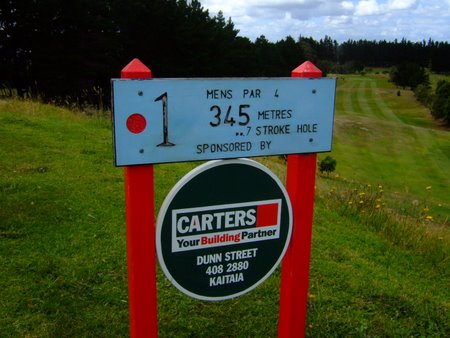 1
MENS PAR 4
345 METRES
7 STROKE HOLE
SPONSORED BY
CARTERS
Your Building Partner
DUNN STREET
408 2880
KAITAIA